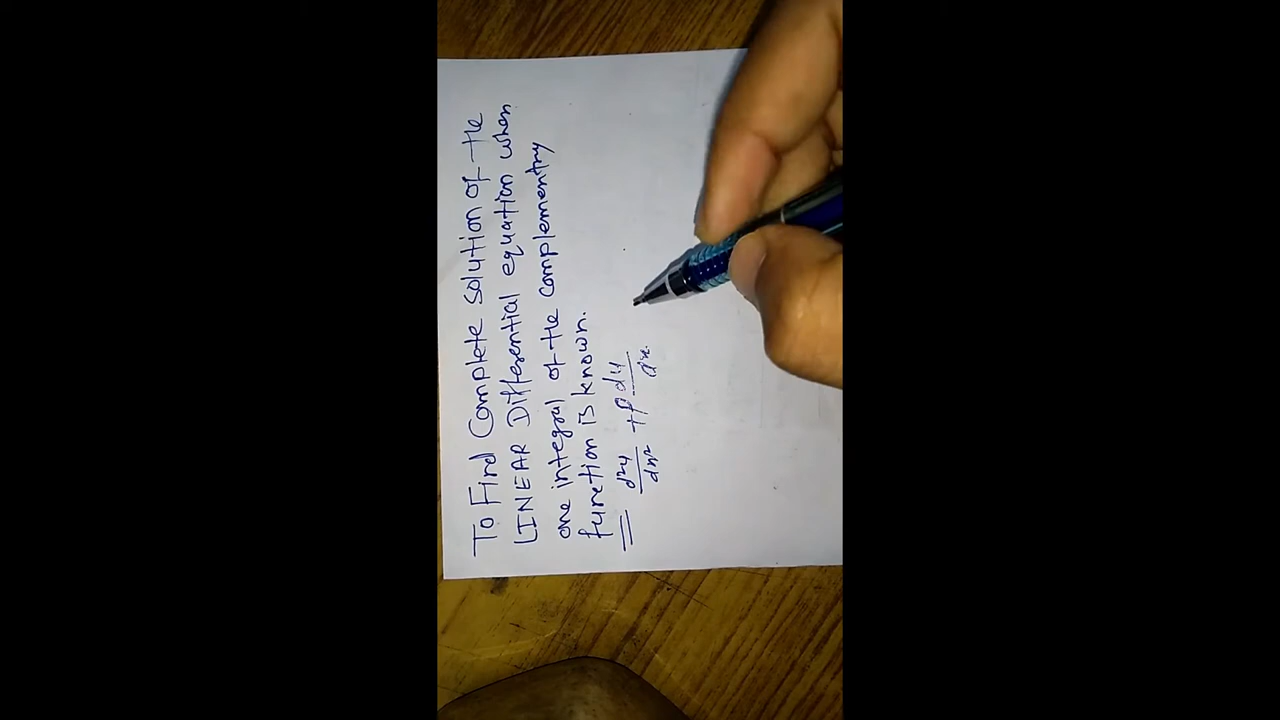 To Find Complete Solution of the
LINEAR Differential equation when
one integral of the complementry
function is known.
= d²y/dx² + P dy/dx